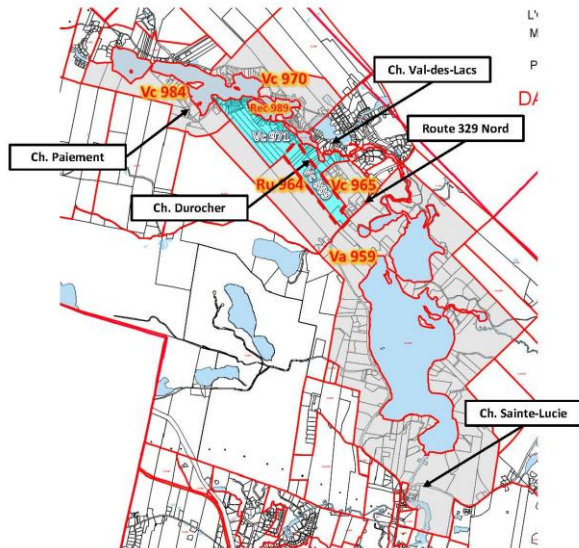 L'
M
P
DA
Ch. Val-des-Lacs
Vc 970
Vc 984
Rec 989
Route 329 Nord
Vc 971
Ch. Paiement
Ru 964
Vc 965
Ch. Durocher
Va 959
Ch. Sainte-Lucie